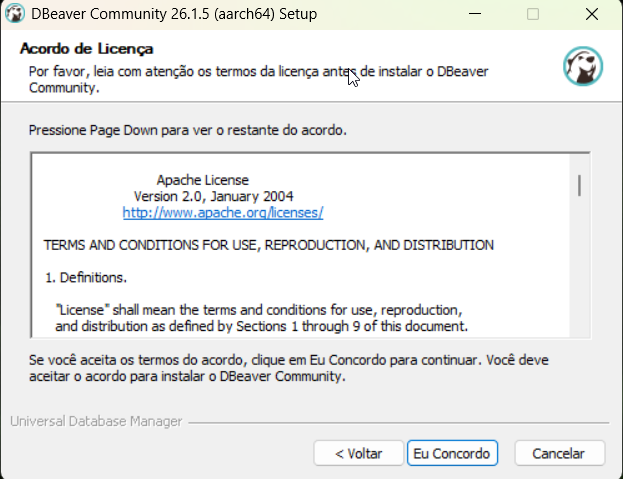 DBeaver Community 26.1.5 (aarch64) Setup
Acordo de Licença
Por favor, leia com atenção os termos da licença antes de instalar o DBeaver
Community.
Pressione Page Down para ver o restante do acordo.
Apache License
Version 2.0, January 2004
http://www.apache.org/licenses/
TERMS AND CONDITIONS FOR USE, REPRODUCTION, AND DISTRIBUTION
1. Definitions.
"License" shall mean the terms and conditions for use, reproduction,
and distribution as defined by Sections 1 through 9 of this document.
Se você aceita os termos do acordo, clique em Eu Concordo para continuar. Você deve
aceitar o acordo para instalar o DBeaver Community.
Universal Database Manager
< Voltar
Eu Concordo
Cancelar